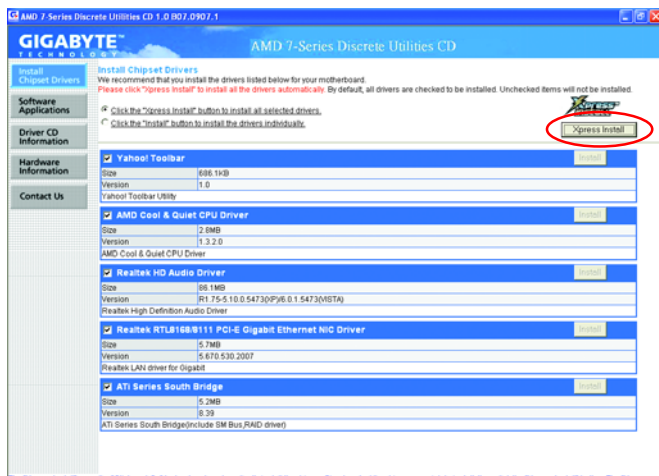 AMD 7-Series Discrete Utilities CD 1.0 B07.0907.1
GIGABYTE™
TECHNOLOGY
AMD 7-Series Discrete Utilities CD
Install
Chipset Drivers
Software
Applications
Driver CD
Information
Hardware
Information
Contact Us
Install Chipset Drivers
We recommend that you install the drivers listed below for your motherboard.
Please click "Xpress Install" to install all the drivers automatically. By default, all drivers are checked to be installed. Unchecked items will not be installed.
Click the "Xpress Install" button to install all selected drivers.
Click the "Install" button to install the drivers individually.
Xpress
Xpress Install
Yahoo! Toolbar Install
Size 686.1KB
Version 1.0
Yahoo! Toolbar Utility
AMD Cool & Quiet CPU Driver Install
Size 2.8MB
Version 1.3.2.0
AMD Cool & Quiet CPU Driver
Realtek HD Audio Driver Install
Size 86.1MB
Version R1.75-5.10.0.5473(XP)/6.0.1.5473(VISTA)
Realtek High Definition Audio Driver
Realtek RTL8168/8111 PCI-E Gigabit Ethernet NIC Driver Install
Size 5.7MB
Version 5.670.530.2007
Realtek LAN driver for Gigabit
ATi Series South Bridge Install
Size 5.2MB
Version 8.39
ATi Series South Bridge(include SM Bus,RAID driver)